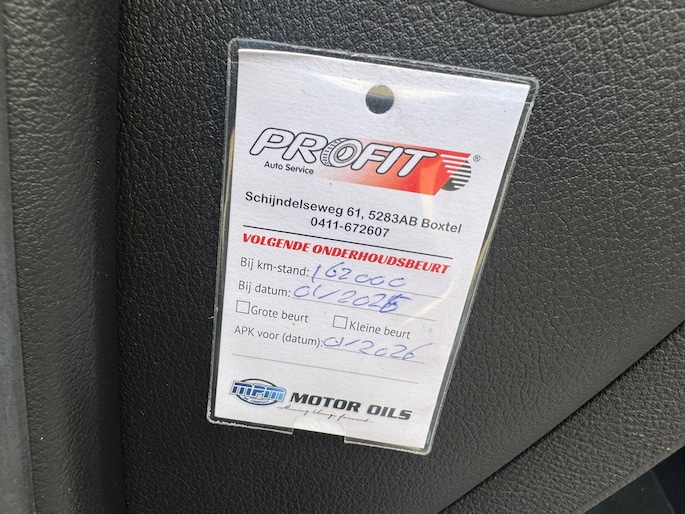 PROFIT®
Auto Service
Schijndelseweg 61, 5283AB Boxtel
0411-672607
VOLGENDE ONDERHOUDSBEURT
Bij km-stand: 162000
Bij datum: 01/2026
Grote beurt Kleine beurt
APK voor (datum): 01/2026
mpm MOTOR OILS